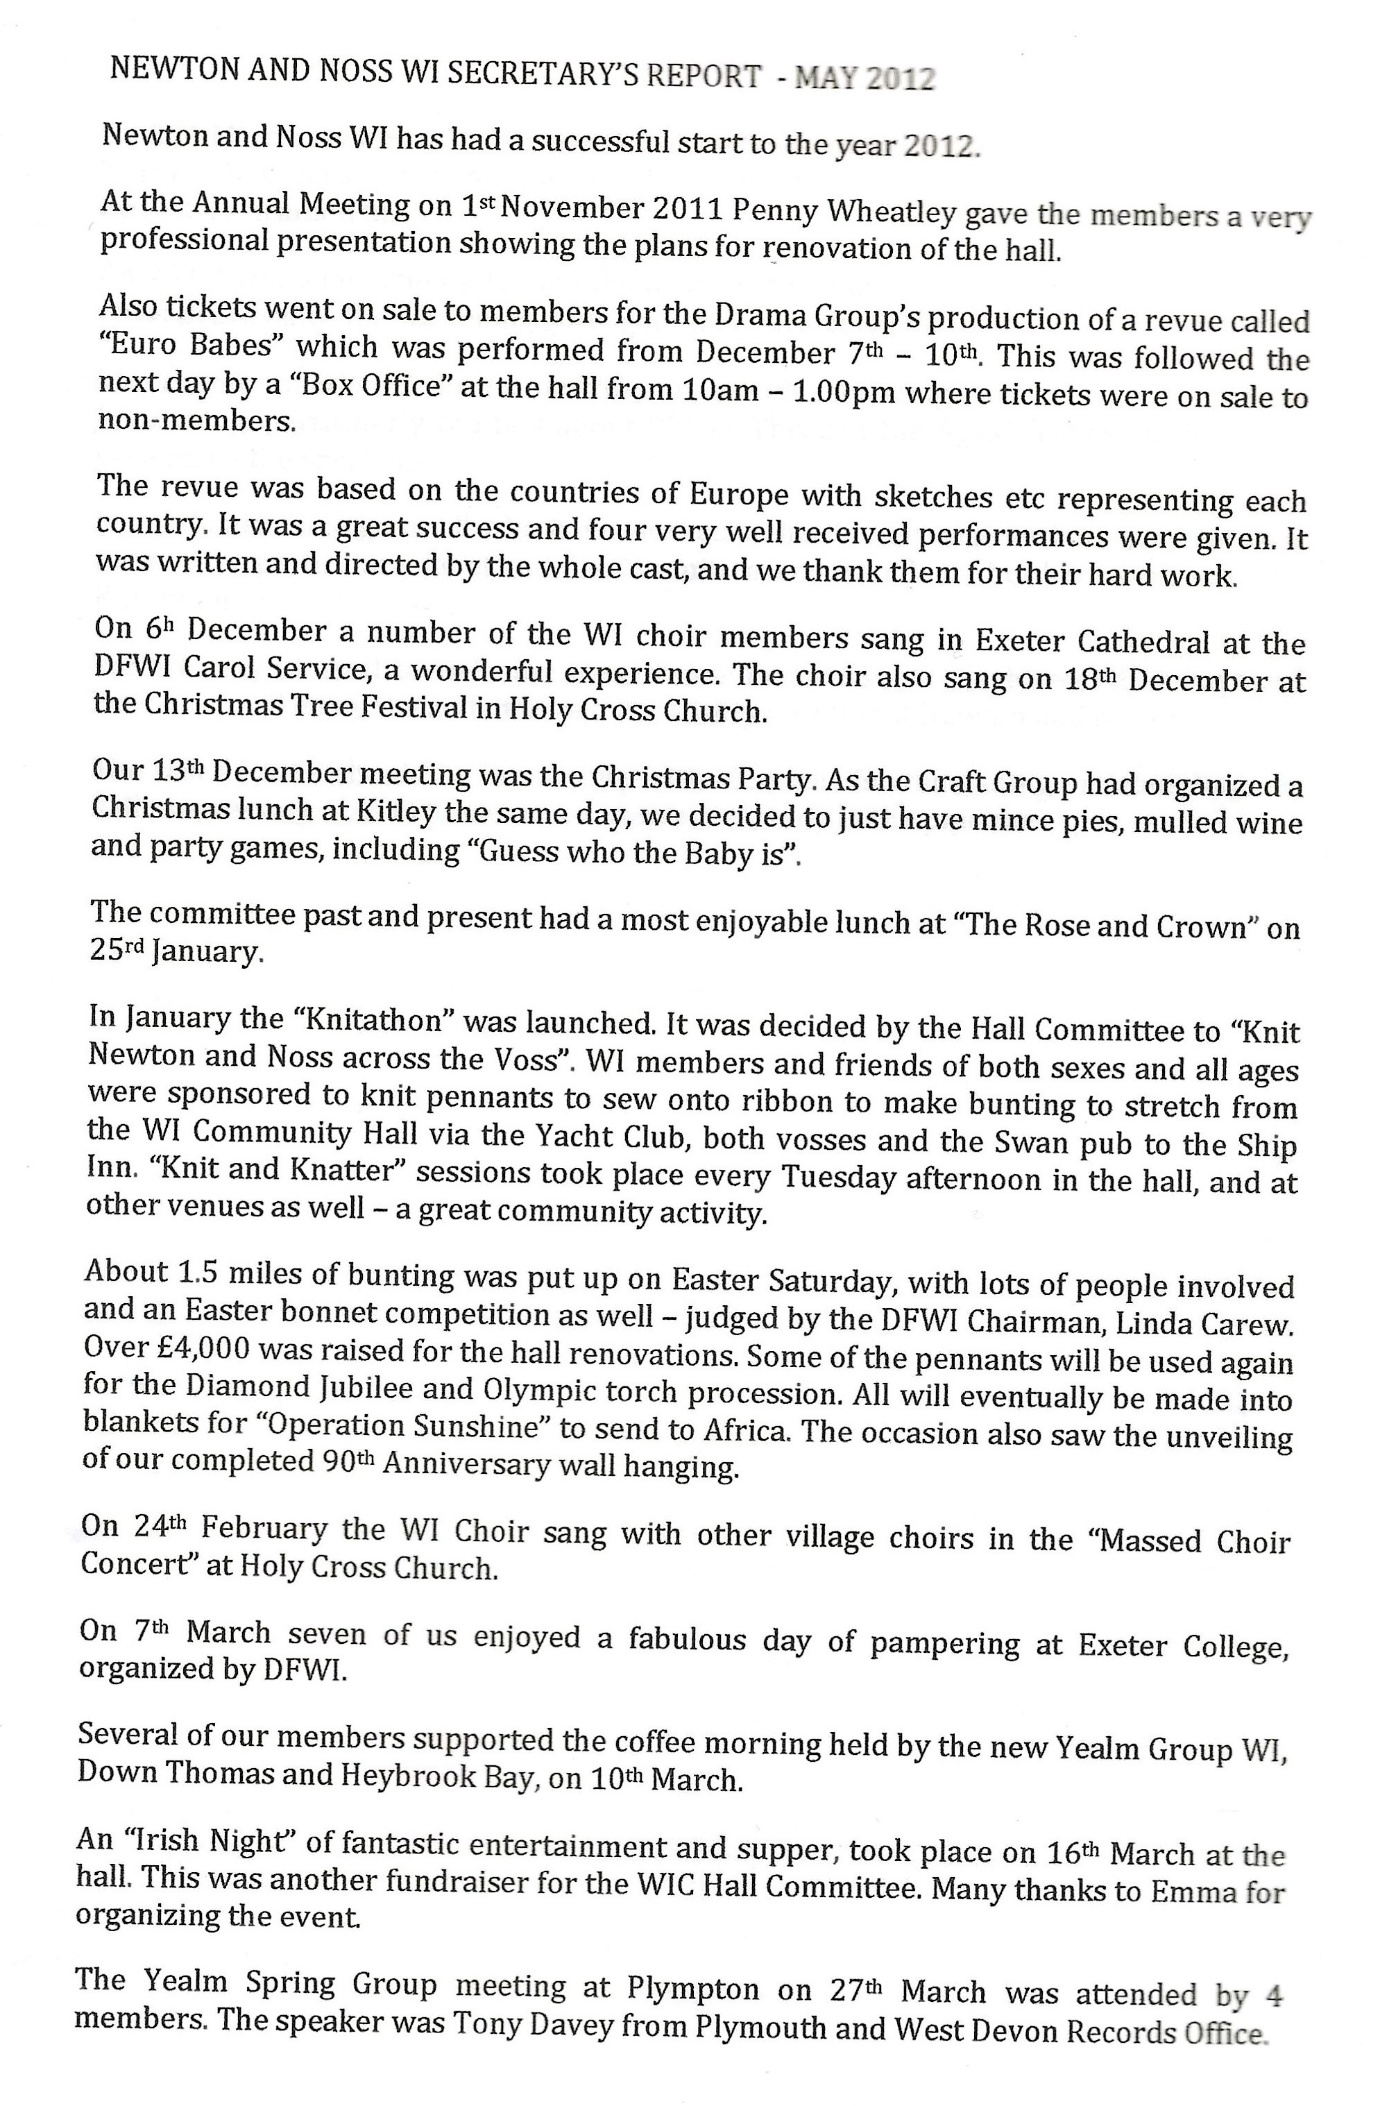 NEWTON AND NOSS WI SECRETARY’S REPORT - MAY 2012
Newton and Noss WI has had a successful start to the year 2012.
At the Annual Meeting on 1st November 2011 Penny Wheatley gave the members a very
professional presentation showing the plans for renovation of the hall.
Also tickets went on sale to members for the Drama Group’s production of a revue called
“Euro Babes” which was performed from December 7th – 10th. This was followed the
next day by a “Box Office” at the hall from 10am – 1.00pm where tickets were on sale to
non-members.
The revue was based on the countries of Europe with sketches etc representing each
country. It was a great success and four very well received performances were given. It
was written and directed by the whole cast, and we thank them for their hard work.
On 6h December a number of the WI choir members sang in Exeter Cathedral at the
DFWI Carol Service, a wonderful experience. The choir also sang on 18th December at
the Christmas Tree Festival in Holy Cross Church.
Our 13th December meeting was the Christmas Party. As the Craft Group had organized a
Christmas lunch at Kitley the same day, we decided to just have mince pies, mulled wine
and party games, including “Guess who the Baby is”.
The committee past and present had a most enjoyable lunch at “The Rose and Crown” on
25rd January.
In January the “Knitathon” was launched. It was decided by the Hall Committee to “Knit
Newton and Noss across the Voss”. WI members and friends of both sexes and all ages
were sponsored to knit pennants to sew onto ribbon to make bunting to stretch from
the WI Community Hall via the Yacht Club, both vosses and the Swan pub to the Ship
Inn. “Knit and Knatter” sessions took place every Tuesday afternoon in the hall, and at
other venues as well – a great community activity.
About 1.5 miles of bunting was put up on Easter Saturday, with lots of people involved
and an Easter bonnet competition as well – judged by the DFWI Chairman, Linda Carew.
Over £4,000 was raised for the hall renovations. Some of the pennants will be used again
for the Diamond Jubilee and Olympic torch procession. All will eventually be made into
blankets for “Operation Sunshine” to send to Africa. The occasion also saw the unveiling
of our completed 90th Anniversary wall hanging.
On 24th February the WI Choir sang with other village choirs in the “Massed Choir
Concert” at Holy Cross Church.
On 7th March seven of us enjoyed a fabulous day of pampering at Exeter College,
organized by DFWI.
Several of our members supported the coffee morning held by the new Yealm Group WI,
Down Thomas and Heybrook Bay, on 10th March.
An “Irish Night” of fantastic entertainment and supper, took place on 16th March at the
hall. This was another fundraiser for the WIC Hall Committee. Many thanks to Emma for
organizing the event.
The Yealm Spring Group meeting at Plympton on 27th March was attended by 4
members. The speaker was Tony Davey from Plymouth and West Devon Records Office.